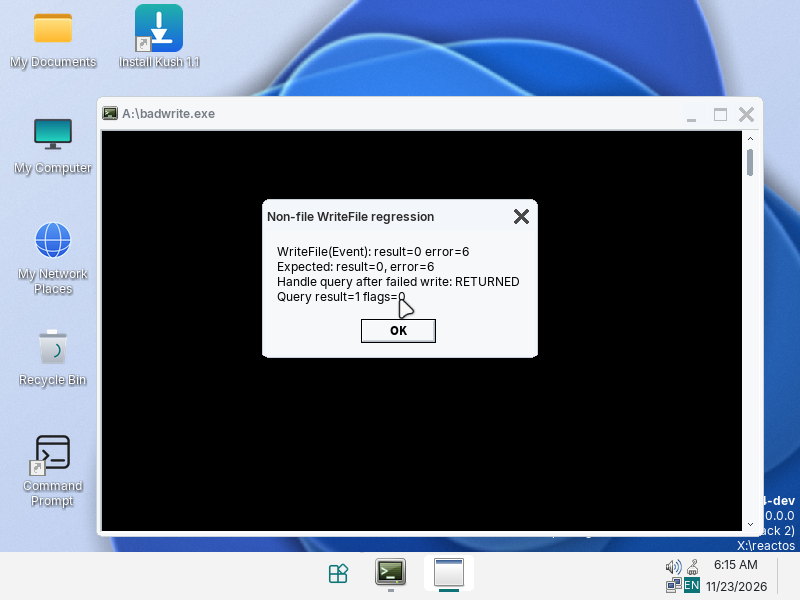 My Documents
Install Kush 1.1
A:\badwrite.exe
My Computer
Non-file WriteFile regression
WriteFile(Event): result=0 error=6
Expected: result=0, error=6
Handle query after failed write: RETURNED
Query result=1 flags=0
OK
My Network
Places
Recycle Bin
Command
Prompt
4-dev
0.0.0
ack 2)
X:\reactos
6:15 AM
EN
11/23/2026